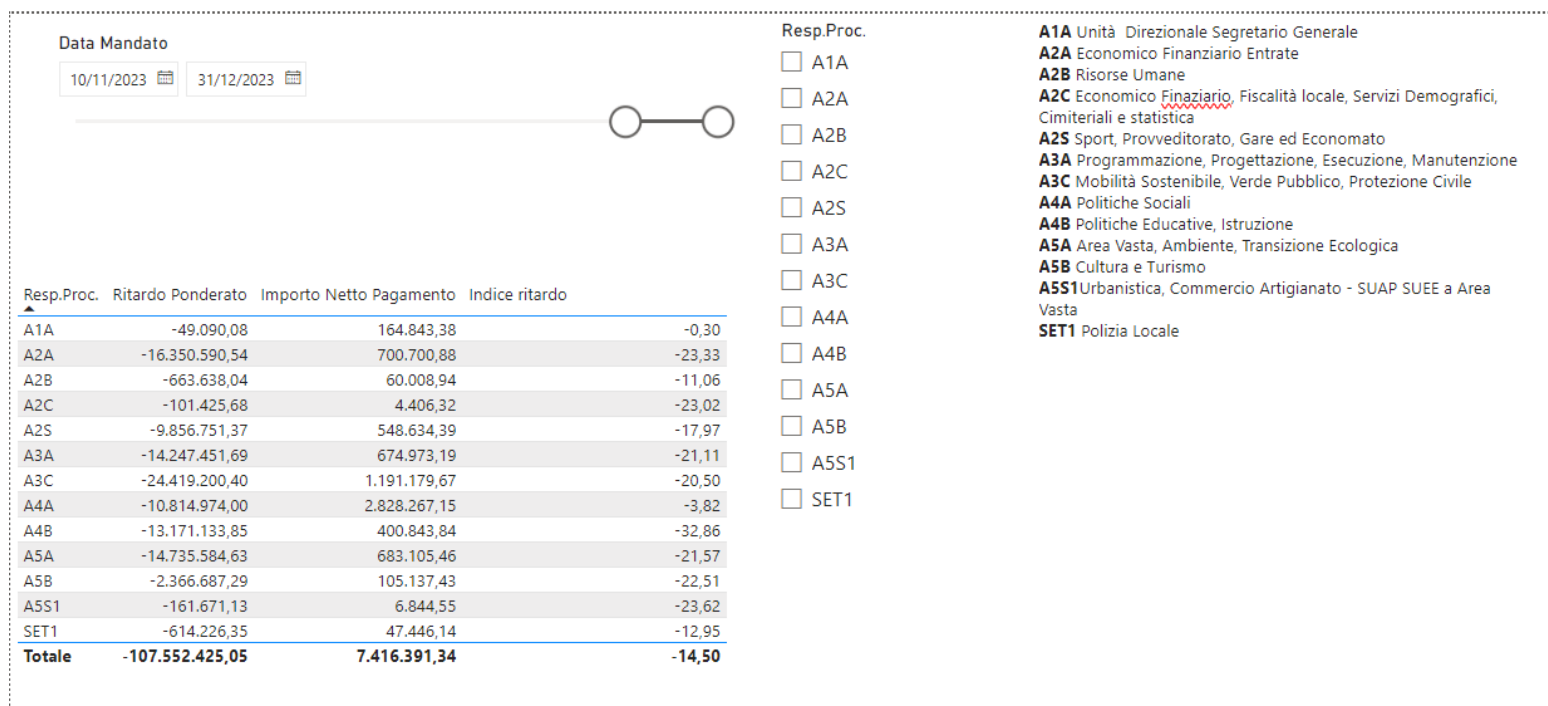 Data Mandato
10/11/2023 31/12/2023
Resp.Proc. Ritardo Ponderato Importo Netto Pagamento Indice ritardo
A1A -49.090,08 164.843,38 -0,30
A2A -16.350.590,54 700.700,88 -23,33
A2B -663.638,04 60.008,94 -11,06
A2C -101.425,68 4.406,32 -23,02
A2S -9.856.751,37 548.634,39 -17,97
A3A -14.247.451,69 674.973,19 -21,11
A3C -24.419.200,40 1.191.179,67 -20,50
A4A -10.814.974,00 2.828.267,15 -3,82
A4B -13.171.133,85 400.843,84 -32,86
A5A -14.735.584,63 683.105,46 -21,57
A5B -2.366.687,29 105.137,43 -22,51
A5S1 -161.671,13 6.844,55 -23,62
SET1 -614.226,35 47.446,14 -12,95
Totale -107.552.425,05 7.416.391,34 -14,50
Resp.Proc.
A1A
A2A
A2B
A2C
A2S
A3A
A3C
A4A
A4B
A5A
A5B
A5S1
SET1
A1A Unità Direzionale Segretario Generale
A2A Economico Finanziario Entrate
A2B Risorse Umane
A2C Economico Finaziario, Fiscalità locale, Servizi Demografici,
Cimiteriali e statistica
A2S Sport, Provveditorato, Gare ed Economato
A3A Programmazione, Progettazione, Esecuzione, Manutenzione
A3C Mobilità Sostenibile, Verde Pubblico, Protezione Civile
A4A Politiche Sociali
A4B Politiche Educative, Istruzione
A5A Area Vasta, Ambiente, Transizione Ecologica
A5B Cultura e Turismo
A5S1Urbanistica, Commercio Artigianato - SUAP SUEE a Area
Vasta
SET1 Polizia Locale